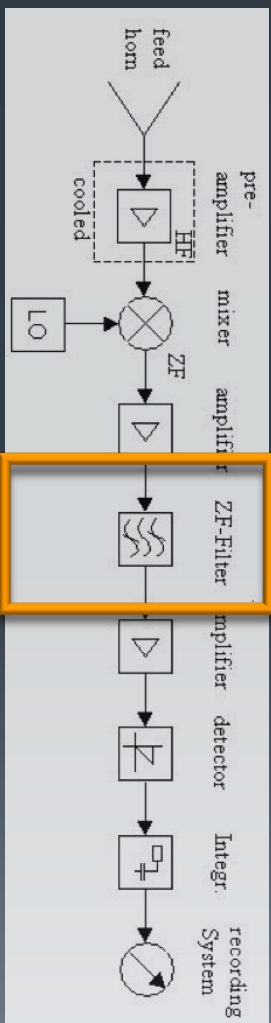 feed
horn
pre-
amplifier
HF
cooled
mixer
LO
ZF
amplifier
ZF-Filter
mplifier
detector
Integr.
recording
System